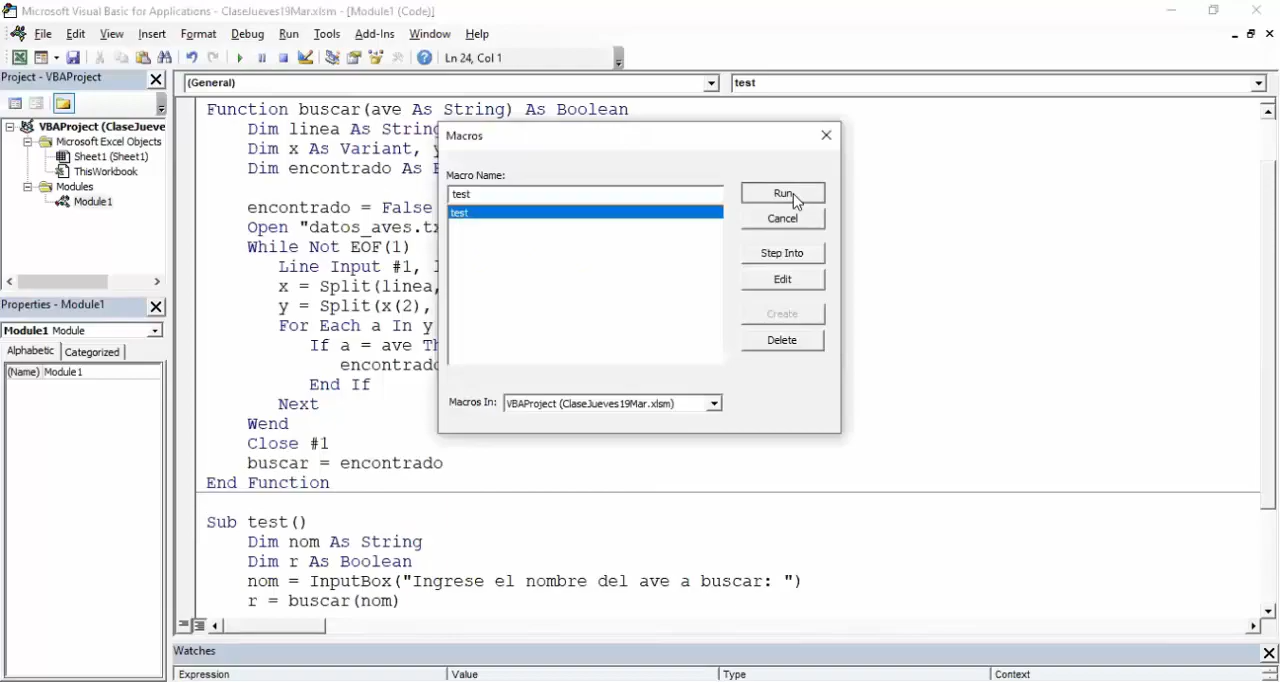 Microsoft Visual Basic for Applications - ClaseJueves19Mar.xlsm - [Module1 (Code)]
File Edit View Insert Format Debug Run Tools Add-Ins Window Help
Ln 24, Col 1
Project - VBAProject
VBAProject (ClaseJueve
Microsoft Excel Objects
Sheet1 (Sheet1)
ThisWorkbook
Modules
Module1
Properties - Module1
Module1 Module
Alphabetic Categorized
(Name) Module1
(General) test
Function buscar(ave As String) As Boolean
Dim linea As String
Dim x As Variant, y
Dim encontrado As
encontrado = False
Open "datos_aves.tx
While Not EOF(1)
Line Input #1,
x = Split(linea,
y = Split(x(2),
For Each a In y
If a = ave Th
encontrado
End If
Next
Wend
Close #1
buscar = encontrado
End Function
Sub test()
Dim nom As String
Dim r As Boolean
nom = InputBox("Ingrese el nombre del ave a buscar: ")
r = buscar(nom)
Macros
Macro Name:
test
test
Run
Cancel
Step Into
Edit
Create
Delete
Macros In: VBAProject (ClaseJueves19Mar.xlsm)
Watches
Expression Value Type Context